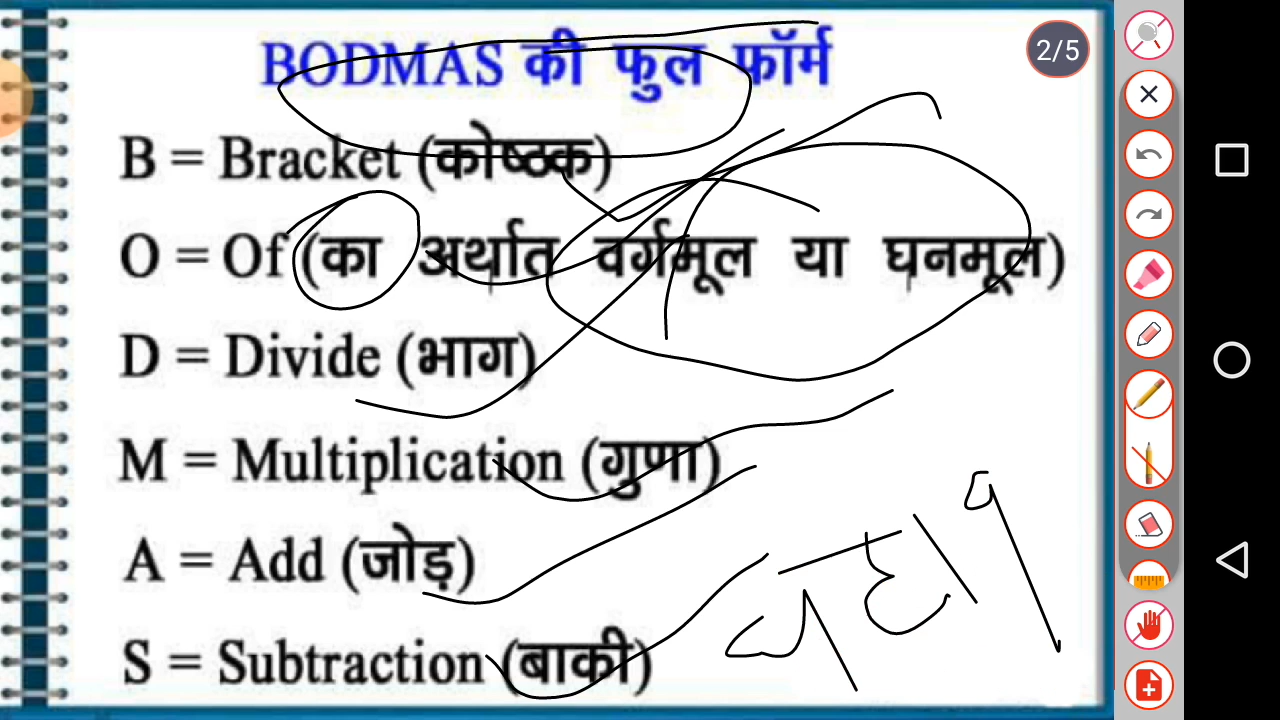 BODMAS की फुल फॉर्म
2/5
B = Bracket (कोष्ठक)
O = Of (का अर्थात वर्गमूल या घनमूल)
D = Divide (भाग)
M = Multiplication (गुणा)
A = Add (जोड़)
S = Subtraction (बाकी)